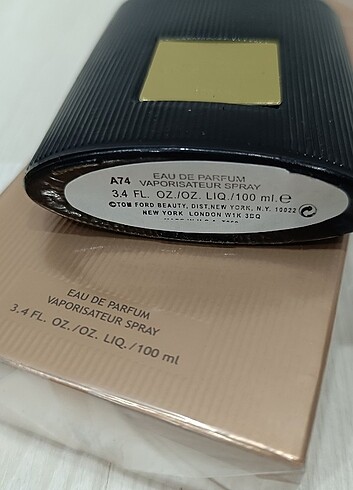 A74
EAU DE PARFUM
VAPORISATEUR SPRAY
3.4 FL. OZ./OZ. LIQ./100 ml.℮
©TOM FORD BEAUTY, DIST.NEW YORK, N.Y. 10022
NEW YORK LONDON W1K 3DQ
EAU DE PARFUM
VAPORISATEUR SPRAY
3.4 FL. OZ./OZ. LIQ./100 ml